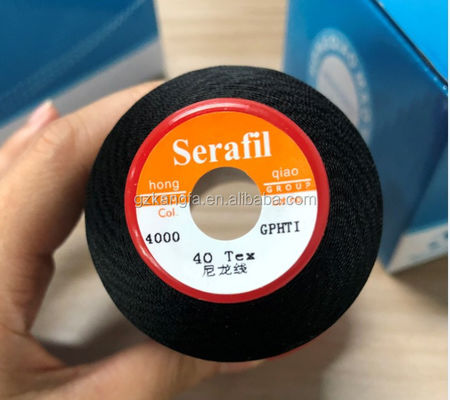 Serafil
hong qiao
GROUP
Col.
4000 GPHTI
40 Tex
尼龙线
gzkangfa.en.alibaba.com